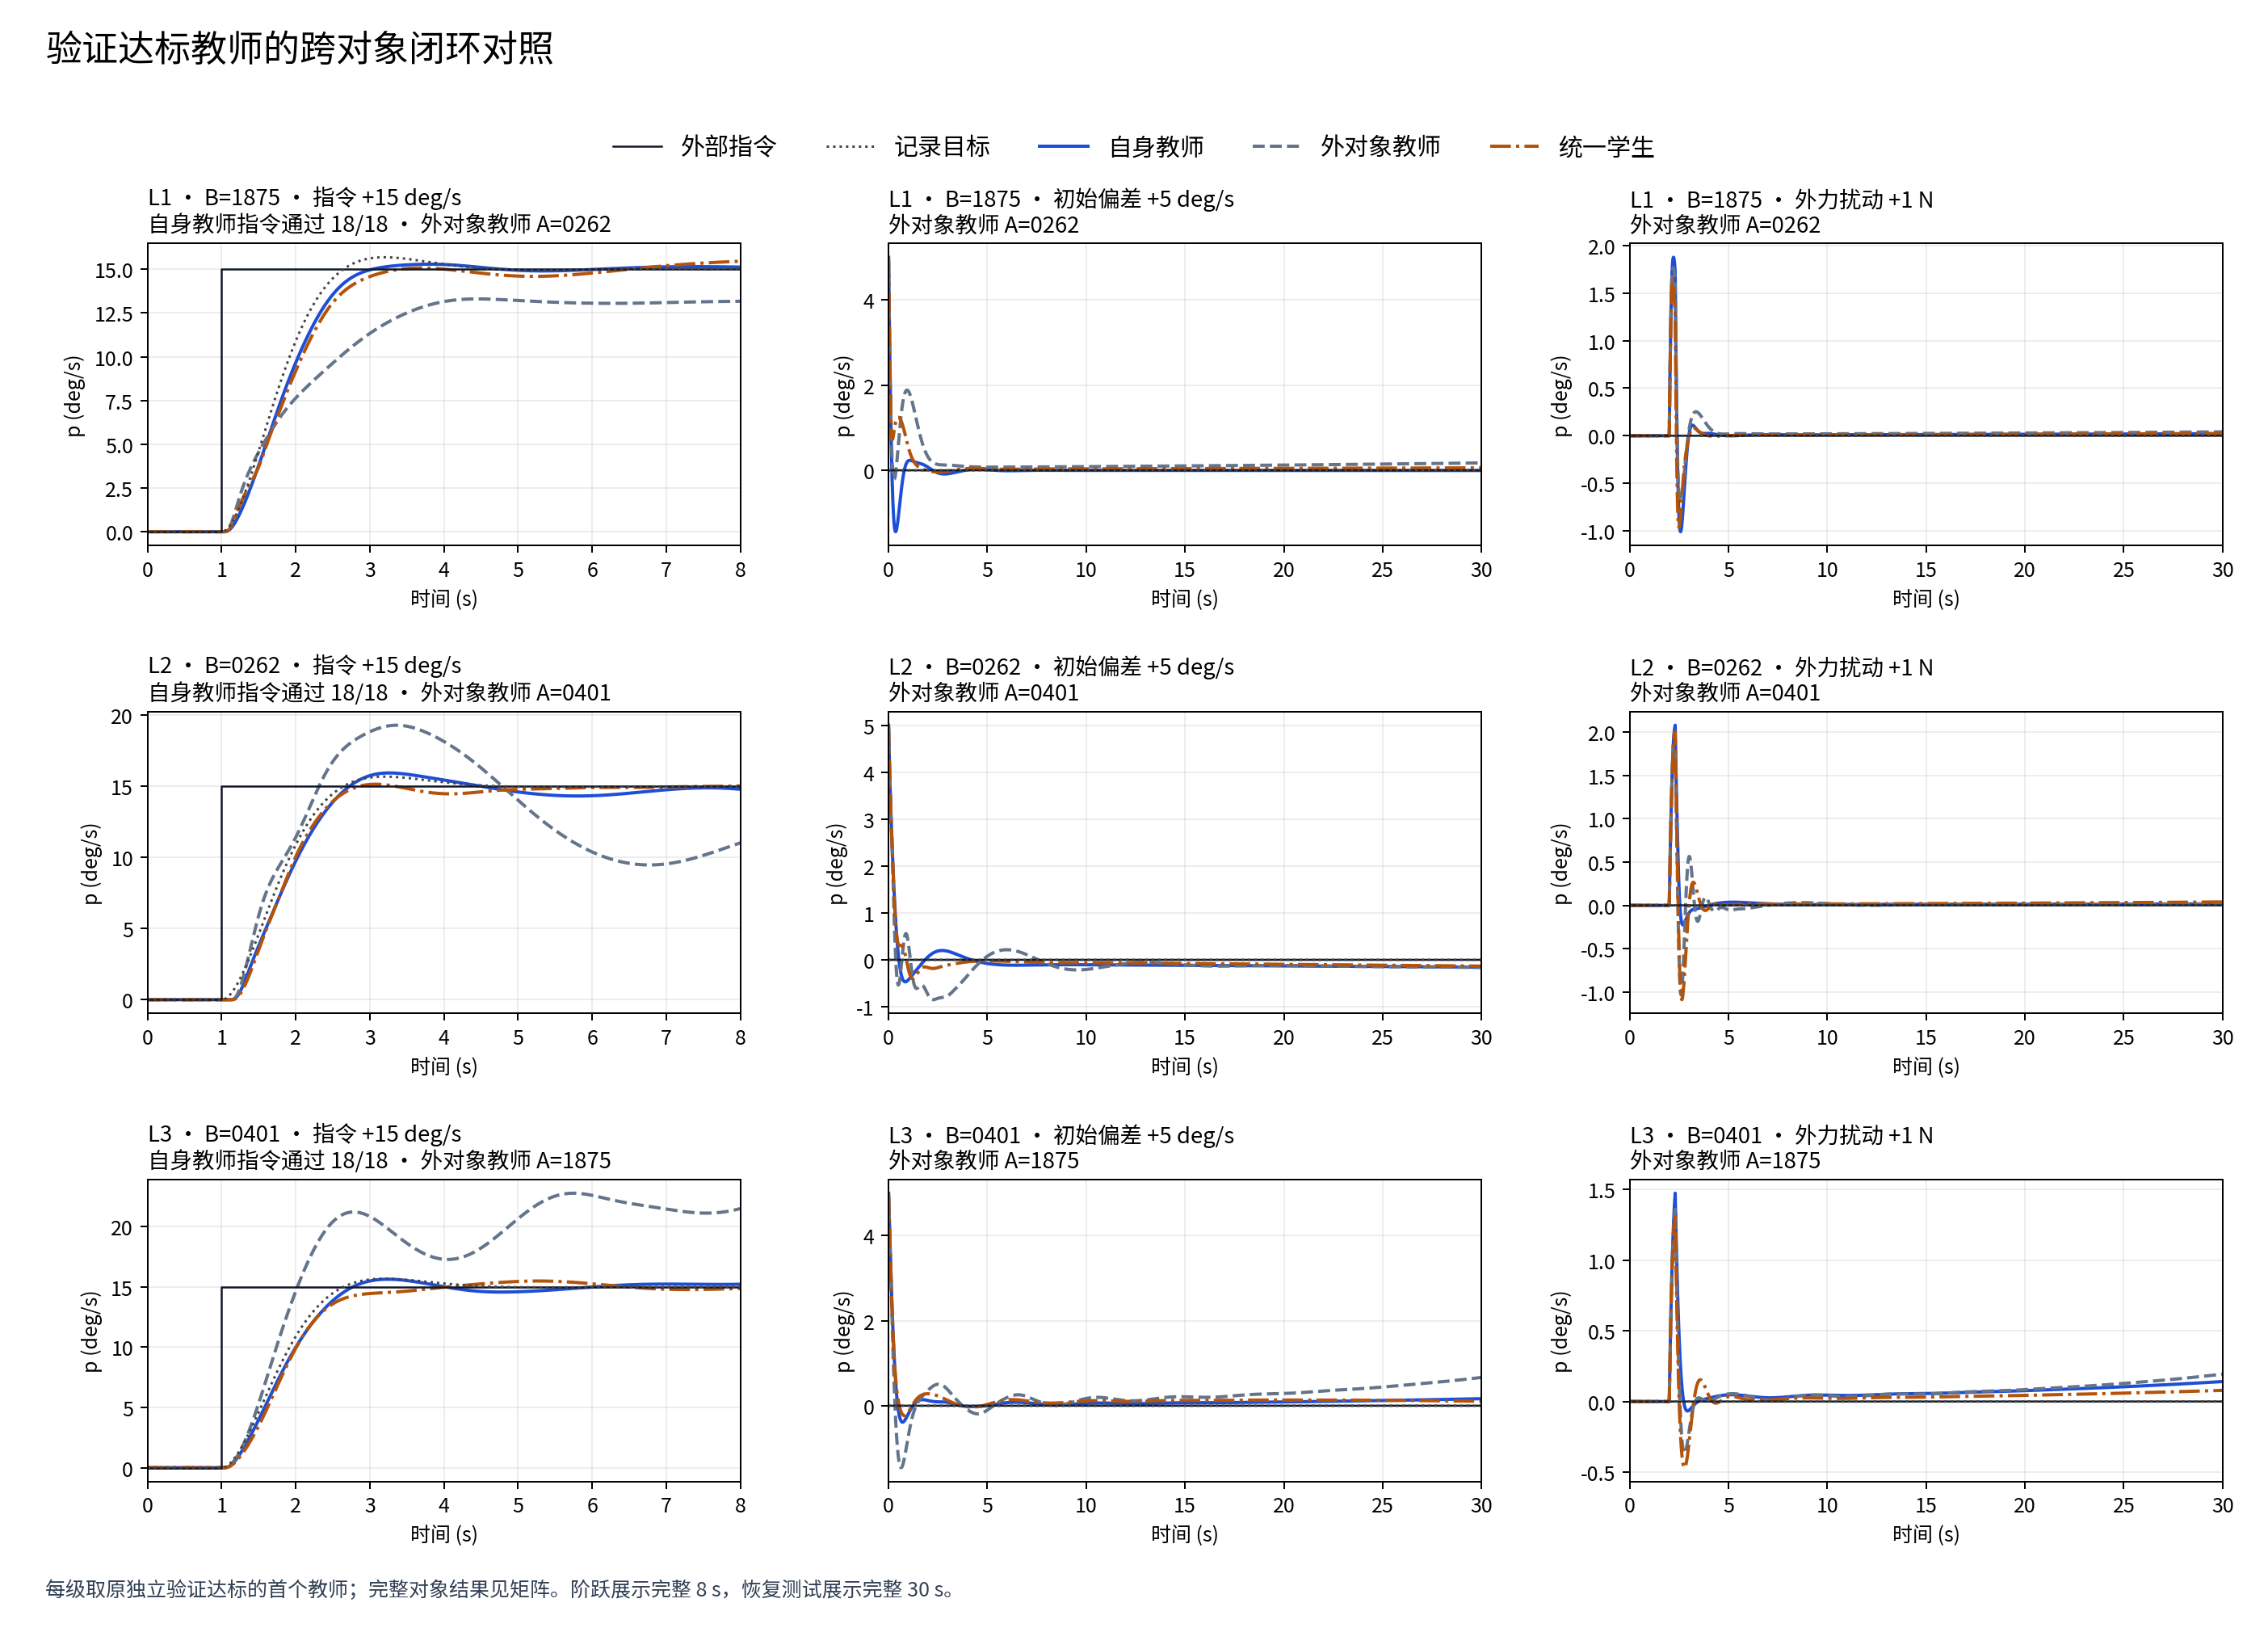 验证达标教师的跨对象闭环对照
外部指令 记录目标 自身教师 外对象教师 统一学生
L1 • B=1875 • 指令 +15 deg/s
自身教师指令通过 18/18 • 外对象教师 A=0262
p (deg/s)
15.0
12.5
10.0
7.5
5.0
2.5
0.0
0 1 2 3 4 5 6 7 8
时间 (s)
L1 • B=1875 • 初始偏差 +5 deg/s
外对象教师 A=0262
p (deg/s)
4
2
0
0 5 10 15 20 25 30
时间 (s)
L1 • B=1875 • 外力扰动 +1 N
外对象教师 A=0262
p (deg/s)
2.0
1.5
1.0
0.5
0.0
-0.5
-1.0
0 5 10 15 20 25 30
时间 (s)
L2 • B=0262 • 指令 +15 deg/s
自身教师指令通过 18/18 • 外对象教师 A=0401
p (deg/s)
20
15
10
5
0
0 1 2 3 4 5 6 7 8
时间 (s)
L2 • B=0262 • 初始偏差 +5 deg/s
外对象教师 A=0401
p (deg/s)
5
4
3
2
1
0
-1
0 5 10 15 20 25 30
时间 (s)
L2 • B=0262 • 外力扰动 +1 N
外对象教师 A=0401
p (deg/s)
2.0
1.5
1.0
0.5
0.0
-0.5
-1.0
0 5 10 15 20 25 30
时间 (s)
L3 • B=0401 • 指令 +15 deg/s
自身教师指令通过 18/18 • 外对象教师 A=1875
p (deg/s)
20
15
10
5
0
0 1 2 3 4 5 6 7 8
时间 (s)
L3 • B=0401 • 初始偏差 +5 deg/s
外对象教师 A=1875
p (deg/s)
4
2
0
0 5 10 15 20 25 30
时间 (s)
L3 • B=0401 • 外力扰动 +1 N
外对象教师 A=1875
p (deg/s)
1.5
1.0
0.5
0.0
-0.5
0 5 10 15 20 25 30
时间 (s)
每级取原独立验证达标的首个教师；完整对象结果见矩阵。阶跃展示完整 8 s，恢复测试展示完整 30 s。